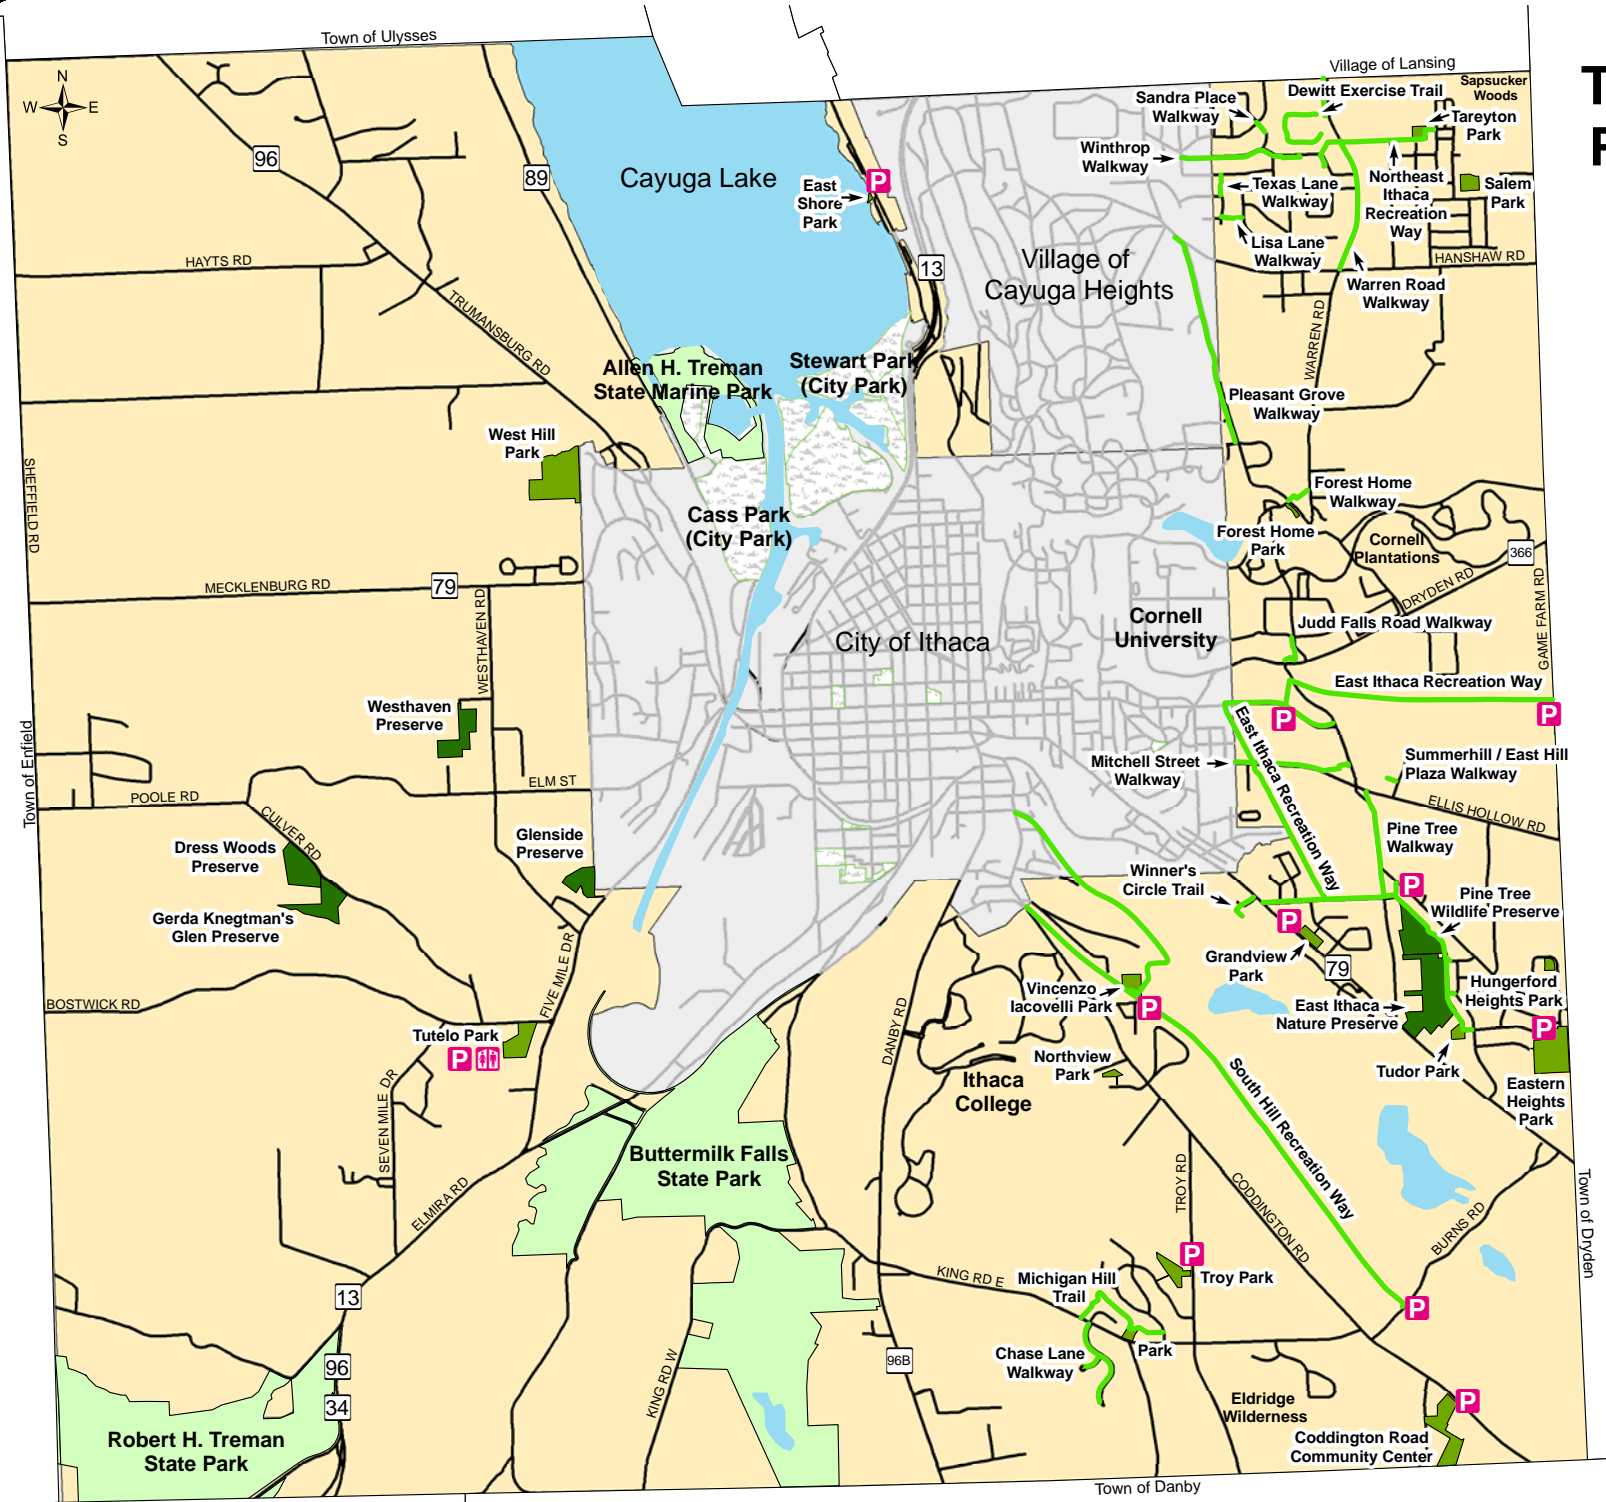 Town of Ulysses
Village of Lansing
T
P
N
W
E
S
Sapsucker
Woods
Dewitt Exercise Trail
Sandra Place
Walkway
Tareyton
Park
Winthrop
Walkway
96
89
Cayuga Lake
P
East
Shore
Park
Texas Lane
Walkway
Northeast
Ithaca
Recreation
Way
Salem
Park
Lisa Lane
Walkway
HANSHAW RD
HAYTS RD
13
Village of
Cayuga Heights
Warren Road
Walkway
TRUMANSBURG RD
WARREN RD
Allen H. Treman
State Marine Park
Stewart Park
(City Park)
Pleasant Grove
Walkway
West Hill
Park
SHEFFIELD RD
Forest Home
Walkway
Cass Park
(City Park)
Forest Home
Park
Cornell
Plantations
366
MECKLENBURG RD
79
WESTHAVEN RD
DRYDEN RD
GAME FARM RD
City of Ithaca
Cornell
University
Judd Falls Road Walkway
East Ithaca Recreation Way
Westhaven
Preserve
P
P
Town of Enfield
East Ithaca Recreation Way
Mitchell Street
Walkway
Summerhill / East Hill
Plaza Walkway
POOLE RD
ELM ST
ELLIS HOLLOW RD
CULVER RD
Dress Woods
Preserve
Glenside
Preserve
Pine Tree
Walkway
Winner's
Circle Trail
P
Pine Tree
Wildlife Preserve
Gerda Knegtman's
Glen Preserve
P
Grandview
Park
79
FIVE MILE DR
BOSTWICK RD
Vincenzo
Iacovelli Park
P
East Ithaca
Nature Preserve
Hungerford
Heights Park
P
Tutelo Park
P
DANBY RD
Northview
Park
Tudor Park
Ithaca
College
Eastern
Heights
Park
SEVEN MILE DR
South Hill Recreation Way
Buttermilk Falls
State Park
TROY RD
CODDINGTON RD
ELMIRA RD
BURNS RD
Town of Dryden
P
Troy Park
KING RD E
Michigan Hill
Trail
13
P
Park
Chase Lane
Walkway
96
96B
KING RD W
34
Eldridge
Wilderness
P
Robert H. Treman
State Park
Coddington Road
Community Center
Town of Danby